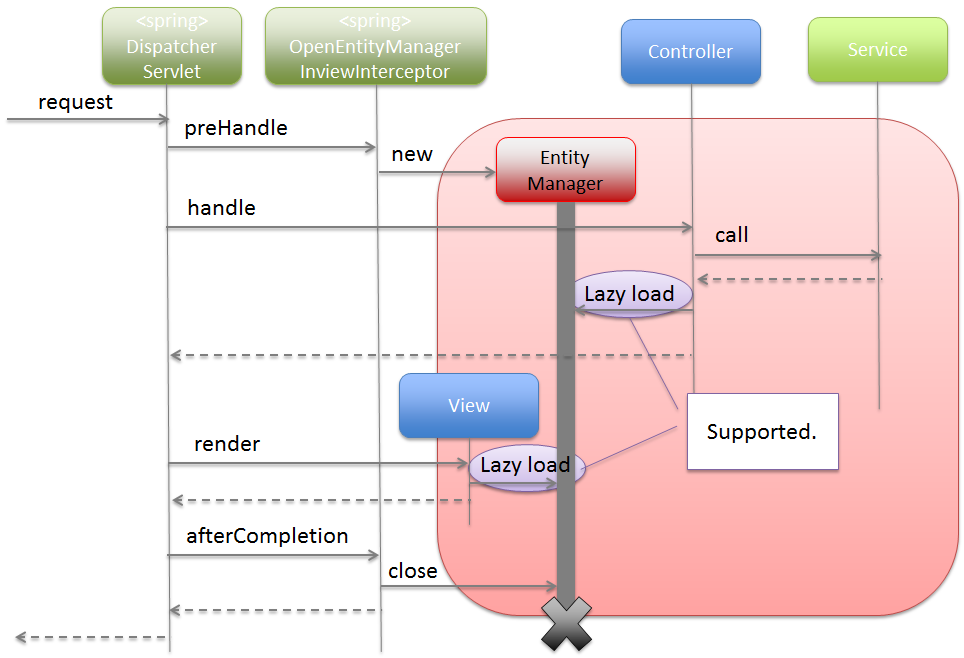 <spring>
Dispatcher
Servlet
<spring>
OpenEntityManager
InviewInterceptor
Controller
Service
request
preHandle
new
Entity
Manager
handle
call
Lazy load
View
Supported.
render
Lazy load
afterCompletion
close